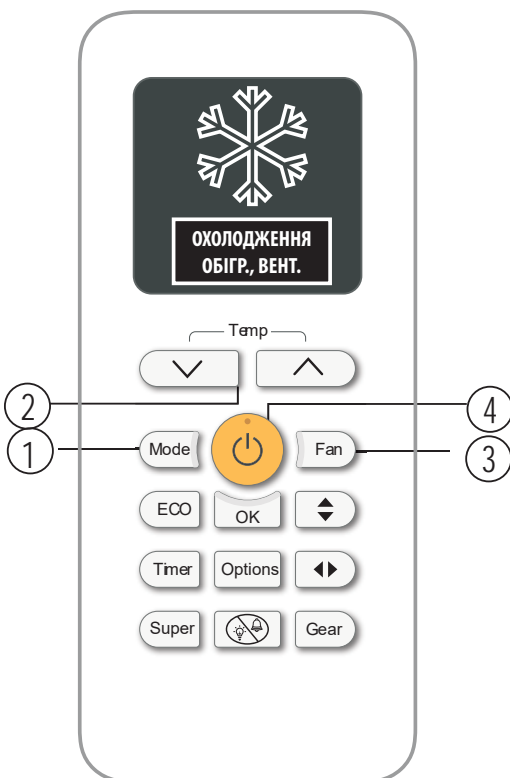 ОХОЛОДЖЕННЯ
ОБІГР., ВЕНТ.
Temp
2
4
1
Mode
Fan
3
ECO
OK
Timer
Options
Super
Gear